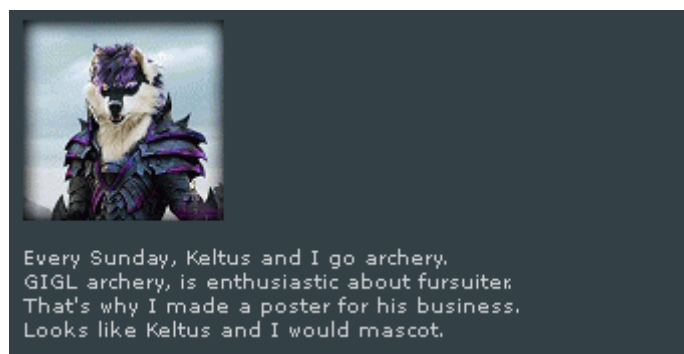 Every Sunday, Keltus and I go archery.
GIGL archery, is enthusiastic about fursuiter.
That's why I made a poster for his business.
Looks like Keltus and I would mascot.